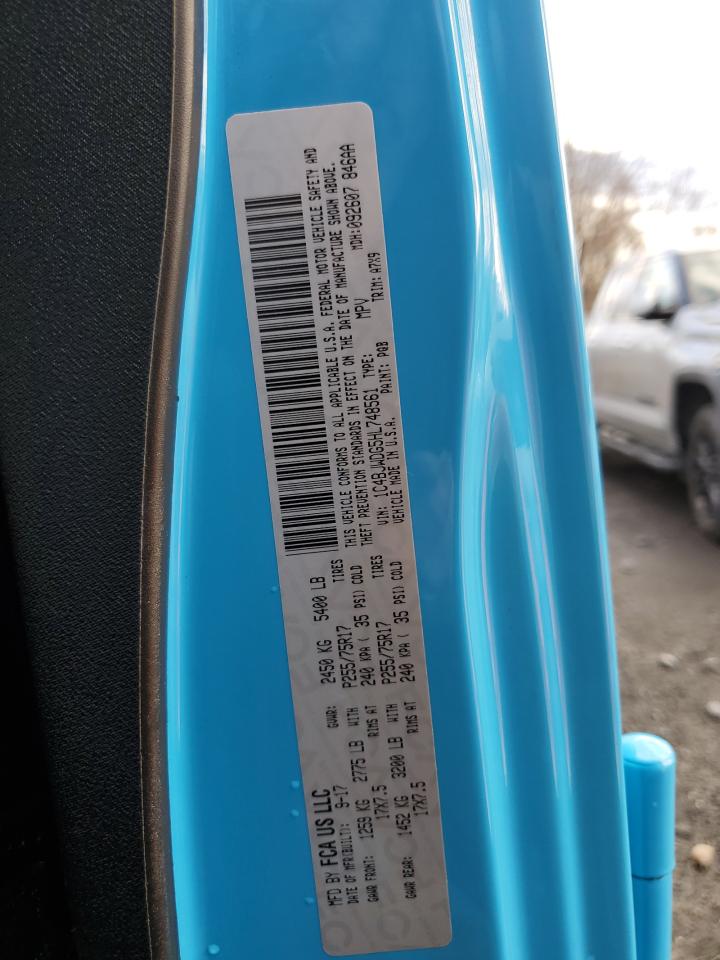 MFD BY FCA US LLC
DATE OF MFR(BUILT): 9-17 GVWR: 2450 KG 5400 LB
GAWR FRONT: 1259 KG 2775 LB WITH P255/75R17 TIRES
17X7.5 RIMS AT 240 KPA ( 35 PSI) COLD
GAWR REAR: 1452 KG 3200 LB WITH P255/75R17 TIRES
17X7.5 RIMS AT 240 KPA ( 35 PSI) COLD
THIS VEHICLE CONFORMS TO ALL APPLICABLE U.S.A. FEDERAL MOTOR VEHICLE SAFETY AND
THEFT PREVENTION STANDARDS IN EFFECT ON THE DATE OF MANUFACTURE SHOWN ABOVE.
VIN: 1C4BJWDG5HL748561 TYPE: MPV MDH:092607 846AA
VEHICLE MADE IN U.S.A. PAINT: PQB TRIM: A7X9